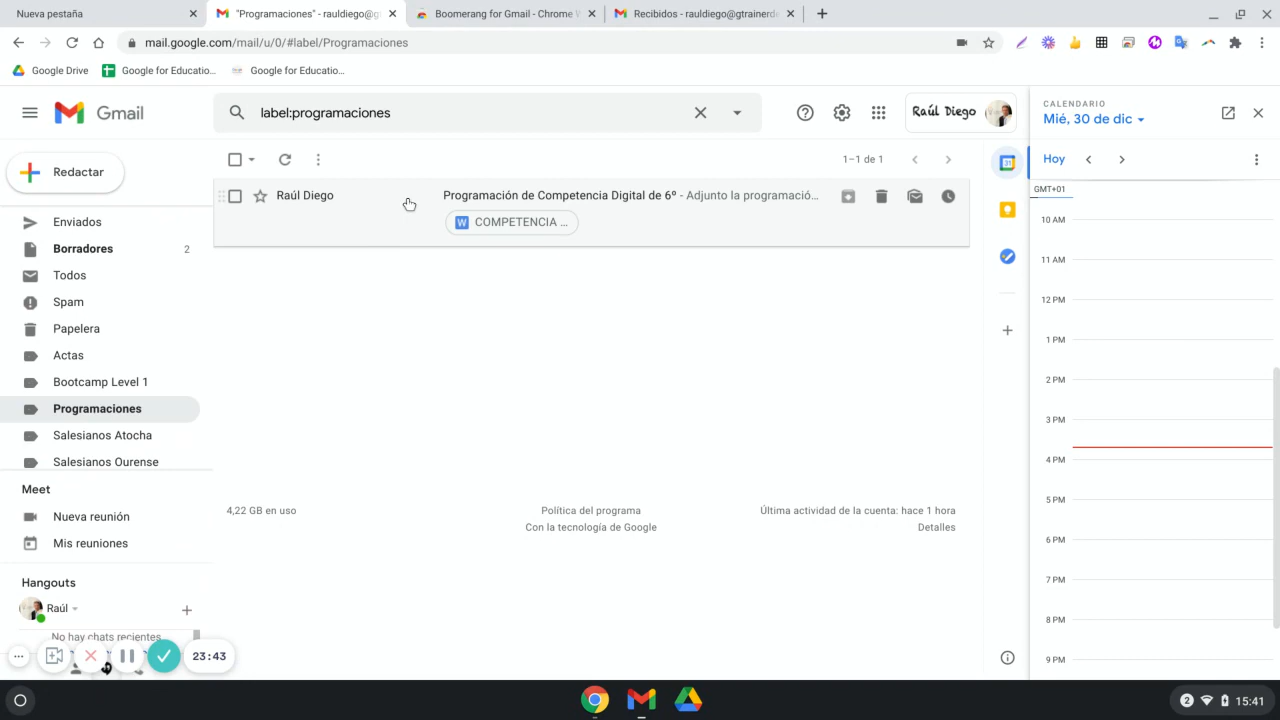 Nueva pestaña
"Programaciones" - rauldiego@g
Boomerang for Gmail - Chrome W
Recibidos - rauldiego@gtrainerde
mail.google.com/mail/u/0/#label/Programaciones
Google Drive
Google for Educatio...
Google for Educatio...
Gmail
label:programaciones
Raúl Diego
CALENDARIO
Mié, 30 de dic
Redactar
1–1 de 1
Hoy
GMT+01
Raúl Diego
Programación de Competencia Digital de 6º - Adjunto la programació...
COMPETENCIA ...
Enviados
Borradores 2
Todos
Spam
Papelera
Actas
Bootcamp Level 1
Programaciones
Salesianos Atocha
Salesianos Ourense
Meet
Nueva reunión
Mis reuniones
Hangouts
Raúl
No hay chats recientes
23:43
4,22 GB en uso
Política del programa
Con la tecnología de Google
Última actividad de la cuenta: hace 1 hora
Detalles
10 AM
11 AM
12 PM
1 PM
2 PM
3 PM
4 PM
5 PM
6 PM
7 PM
8 PM
9 PM
2
15:41